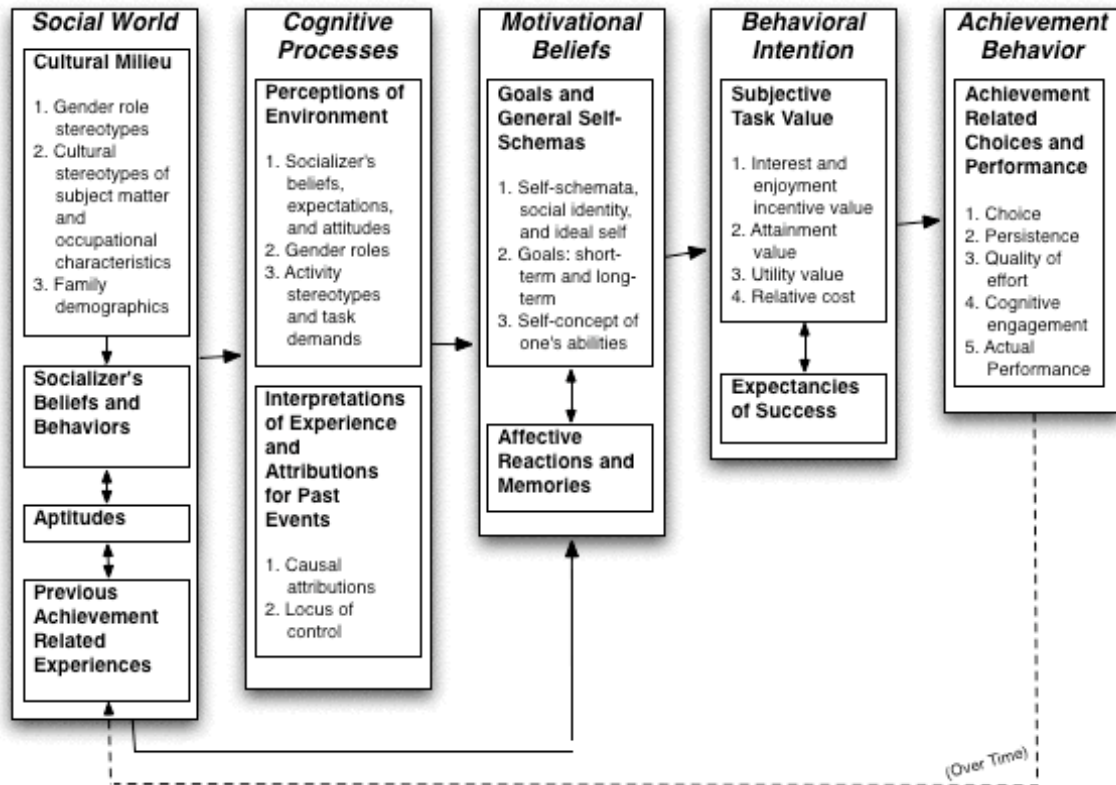 Social World
Cultural Milieu
1. Gender role
stereotypes
2. Cultural
stereotypes of
subject matter
and
occupational
characteristics
3. Family
demographics
Socializer's
Beliefs and
Behaviors
Aptitudes
Previous
Achievement
Related
Experiences
Cognitive
Processes
Perceptions of
Environment
1. Socializer's
beliefs,
expectations,
and attitudes
2. Gender roles
3. Activity
stereotypes
and task
demands
Interpretations
of Experience
and
Attributions
for Past
Events
1. Causal
attributions
2. Locus of
control
Motivational
Beliefs
Goals and
General Self-
Schemas
1. Self-schemata,
social identity,
and ideal self
2. Goals: short-
term and long-
term
3. Self-concept of
one's abilities
Affective
Reactions and
Memories
Behavioral
Intention
Subjective
Task Value
1. Interest and
enjoyment
incentive value
2. Attainment
value
3. Utility value
4. Relative cost
Expectancies
of Success
Achievement
Behavior
Achievement
Related
Choices and
Performance
1. Choice
2. Persistence
3. Quality of
effort
4. Cognitive
engagement
5. Actual
Performance
(Over Time)